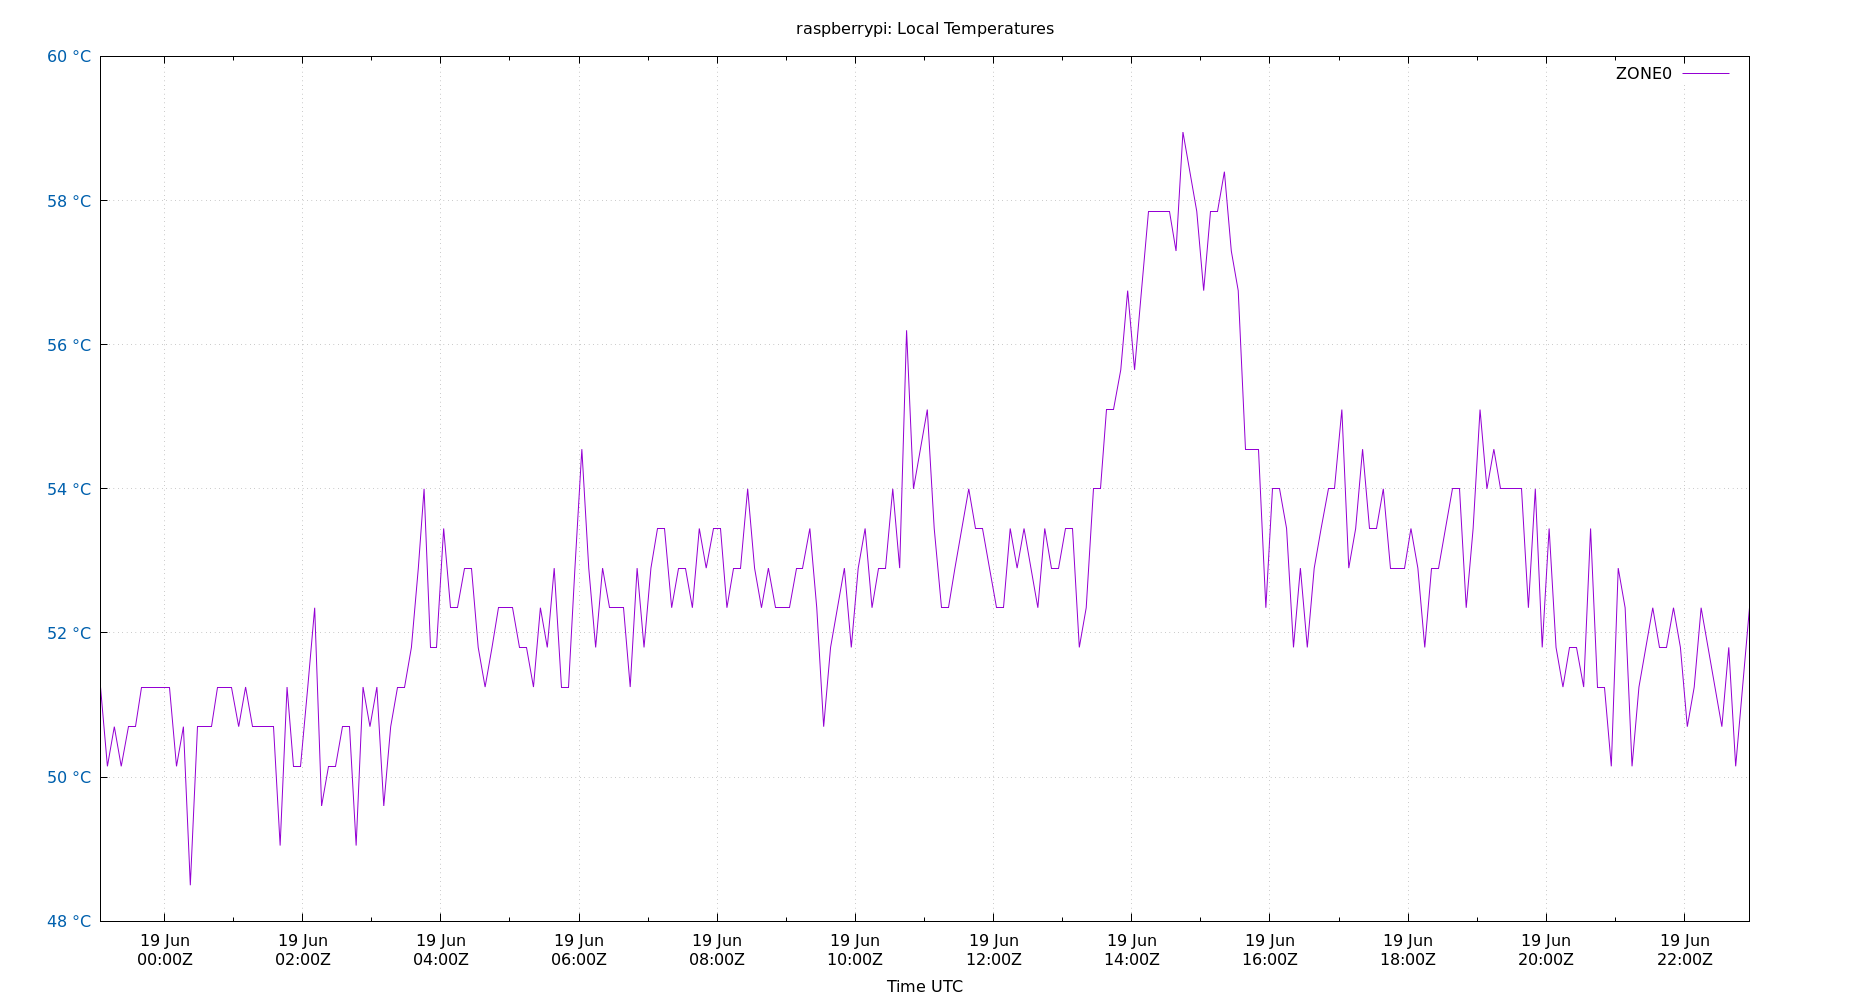 raspberrypi: Local Temperatures
60 °C
ZONE0
58 °C
56 °C
54 °C
52 °C
50 °C
48 °C
19 Jun 19 Jun 19 Jun 19 Jun 19 Jun 19 Jun 19 Jun 19 Jun 19 Jun 19 Jun 19 Jun 19 Jun
00:00Z 02:00Z 04:00Z 06:00Z 08:00Z 10:00Z 12:00Z 14:00Z 16:00Z 18:00Z 20:00Z 22:00Z
Time UTC